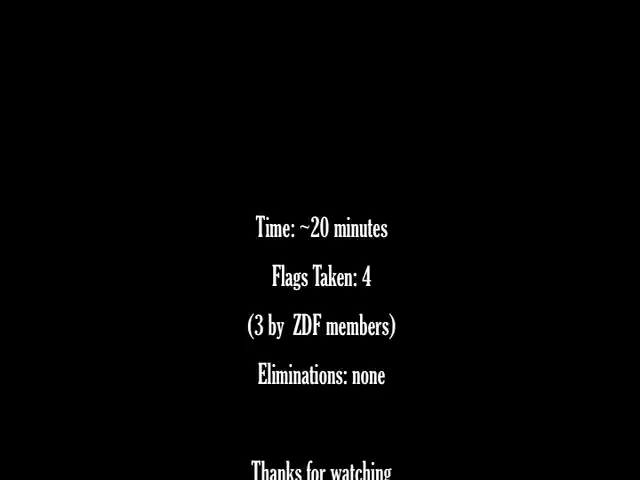 Time: ~20 minutes
Flags Taken: 4
(3 by  ZDF members)
Eliminations: none
Thanks for watching